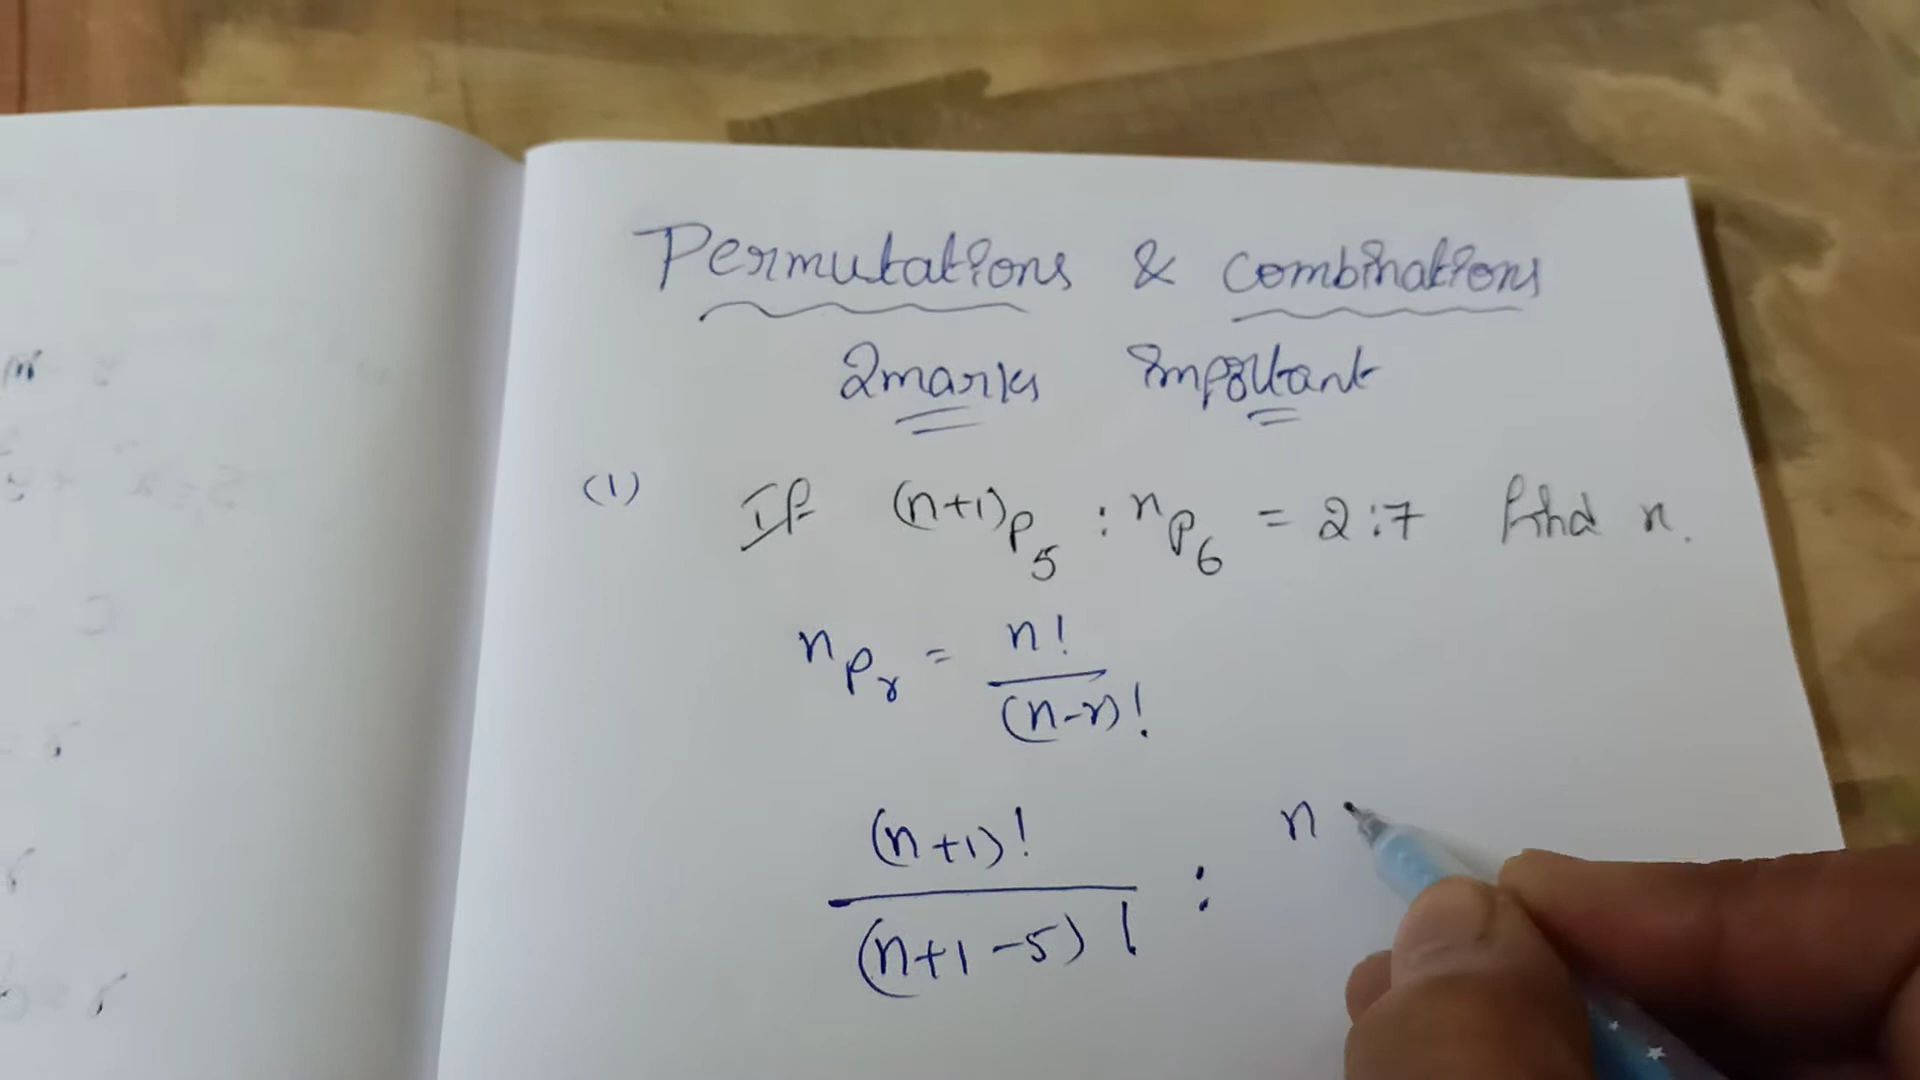 Permutations & Combinations
2marks Important
(1) If (n+1)p₅ : ⁿp₆ = 2:7 find n.
ⁿpᵣ = n! / (n-r)!
(n+1)! / (n+1-5)! : n